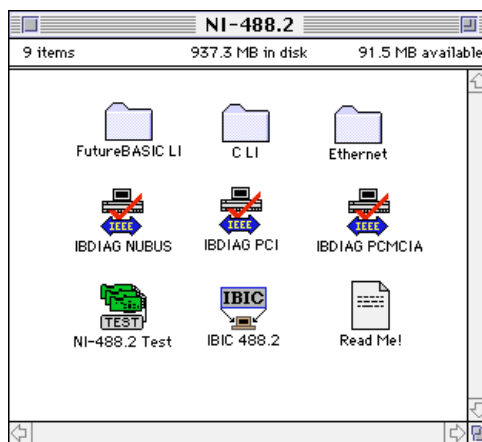 NI-488.2
9 items 937.3 MB in disk 91.5 MB available
FutureBASIC LI C LI Ethernet
IEEE IEEE IEEE
IBDIAG NUBUS IBDIAG PCI IBDIAG PCMCIA
TEST IBIC
NI-488.2 Test IBIC 488.2 Read Me!